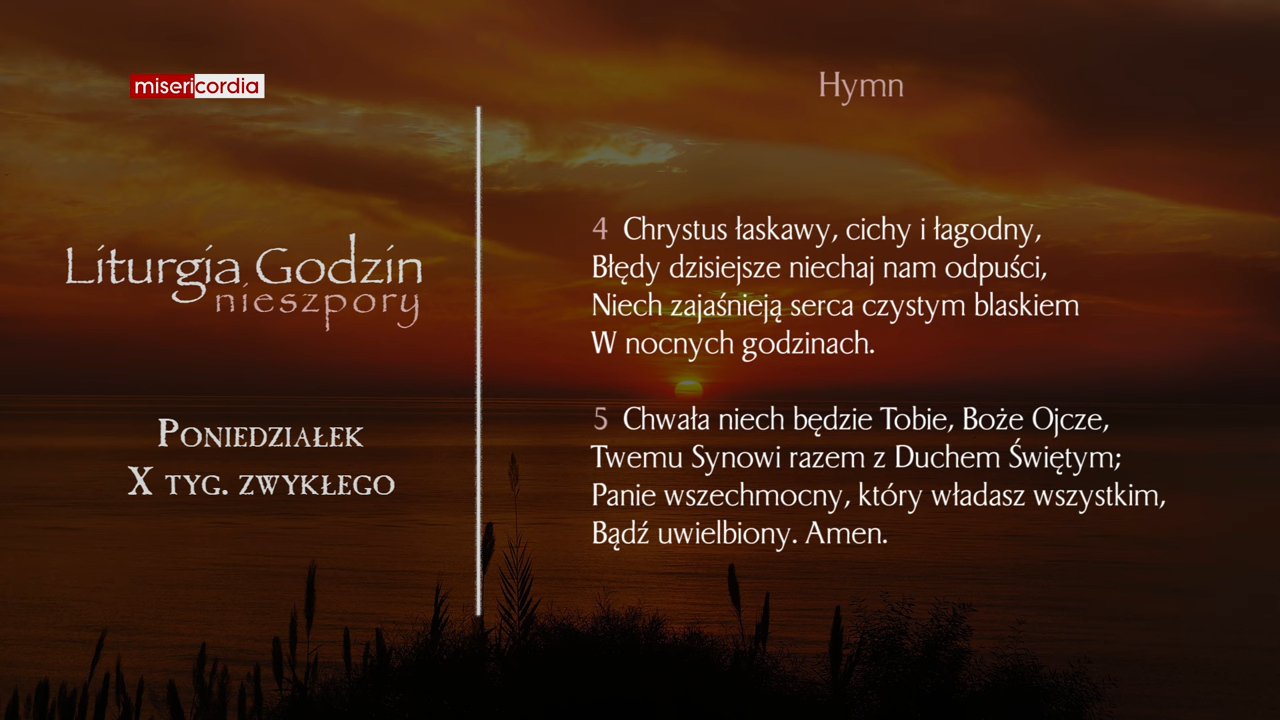 misericordia
Liturgia Godzin
nieszpory
Poniedziałek
X tyg. zwykłego
Hymn
4 Chrystus łaskawy, cichy i łagodny,
Błędy dzisiejsze niechaj nam odpuści,
Niech zajaśnieją serca czystym blaskiem
W nocnych godzinach.
5 Chwała niech będzie Tobie, Boże Ojcze,
Twemu Synowi razem z Duchem Świętym;
Panie wszechmocny, który władasz wszystkim,
Bądź uwielbiony. Amen.